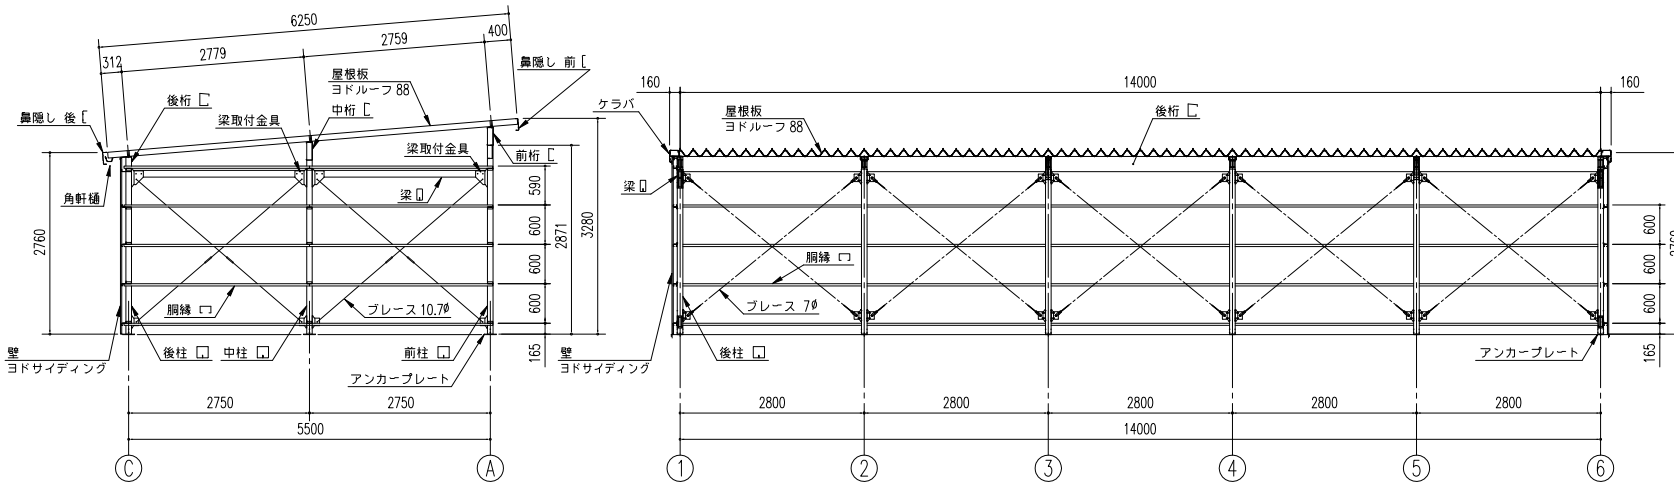 6250
312
2779
2759
400
鼻隠し 前
屋根板
ヨドルーフ 88
後桁
中桁
鼻隠し 後
梁取付金具
梁取付金具
前桁
角軒樋
梁
2760
590
600
600
600
165
2871
3280
胴縁
ブレース 10.7φ
壁
ヨドサイディング
後柱
中柱
前柱
アンカープレート
2750
2750
5500
C
A
160
14000
160
ケラバ
屋根板
ヨドルーフ 88
後桁
梁
胴縁
ブレース 7φ
600
600
600
165
2760
壁
ヨドサイディング
後柱
アンカープレート
2800
2800
2800
2800
2800
14000
1
2
3
4
5
6